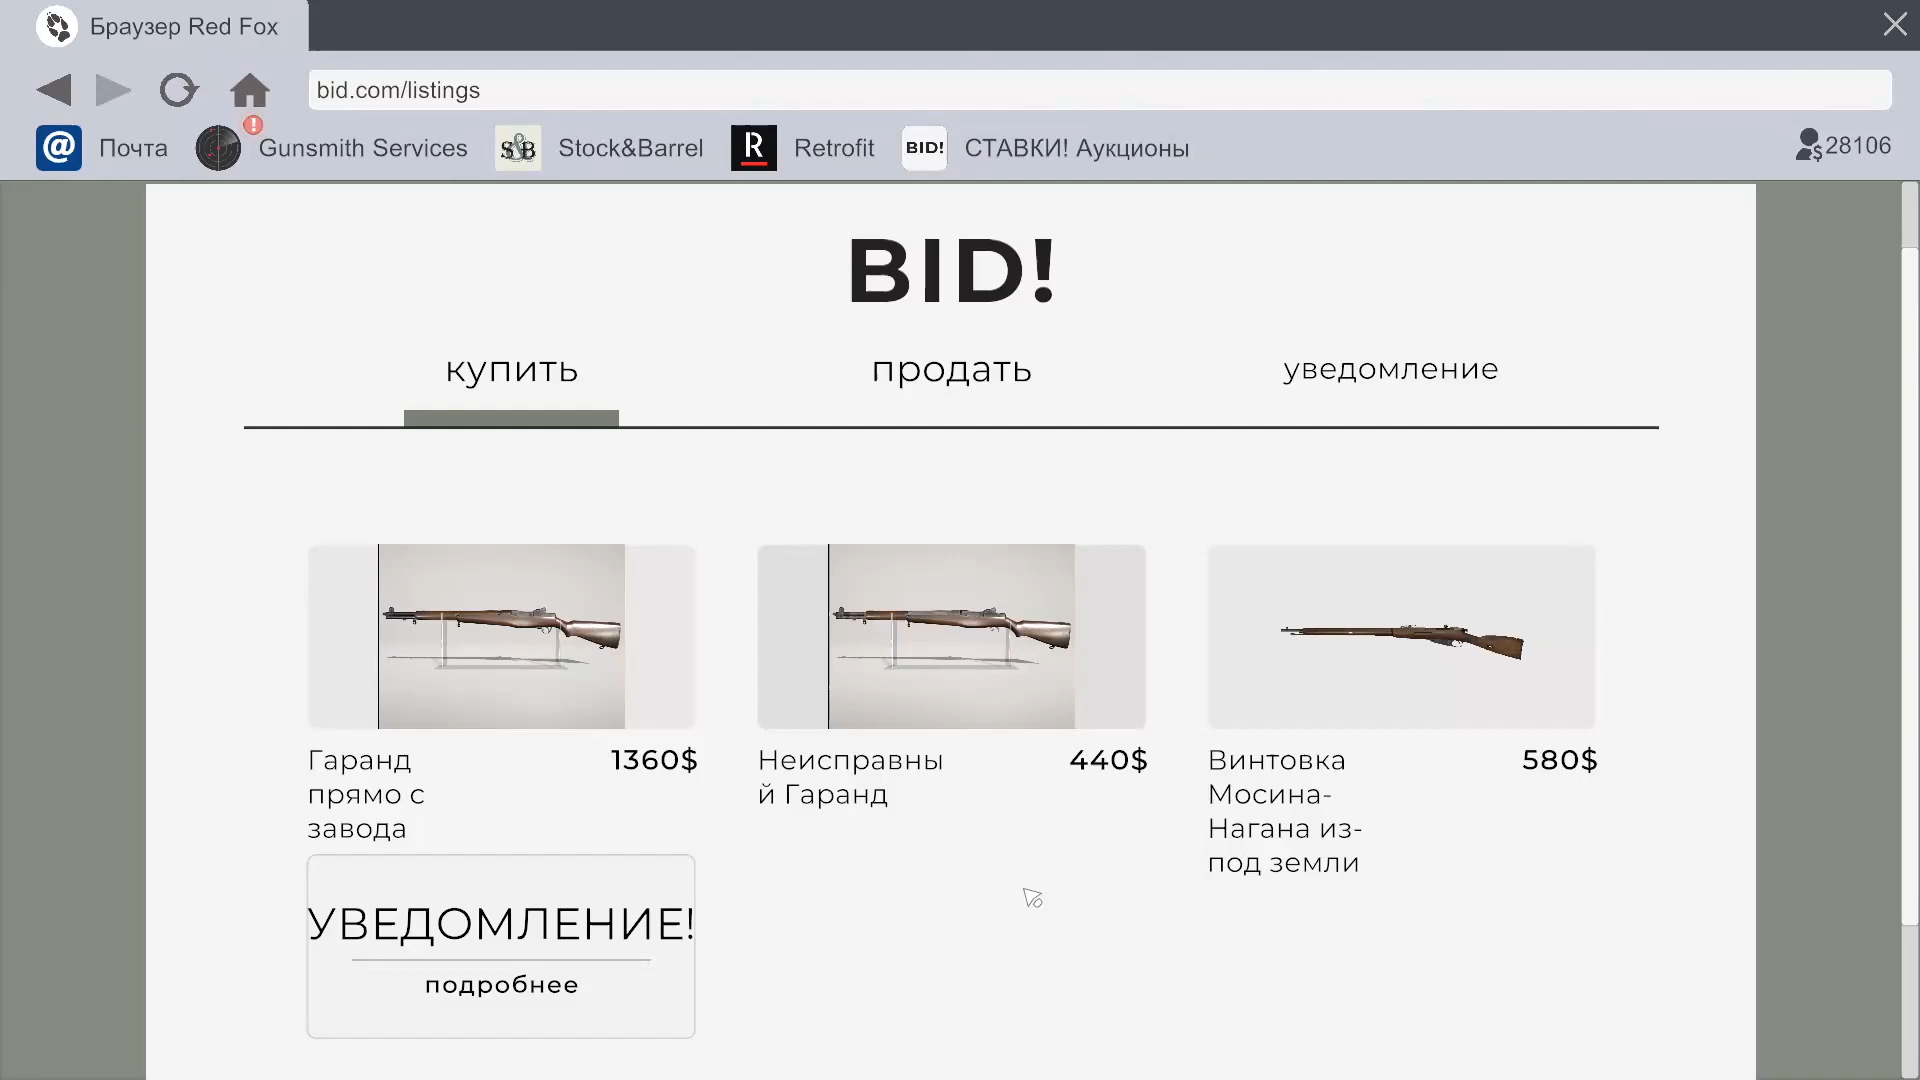 Браузер Red Fox
bid.com/listings
@ Почта
!
Gunsmith Services
S&B Stock&Barrel
R Retrofit
BID! СТАВКИ! Аукционы
$28106
BID!
купить
продать
уведомление
Гаранд
прямо с
завода
1360$
Неисправны
й Гаранд
440$
Винтовка
Мосина-
Нагана из-
под земли
580$
УВЕДОМЛЕНИЕ!
подробнее